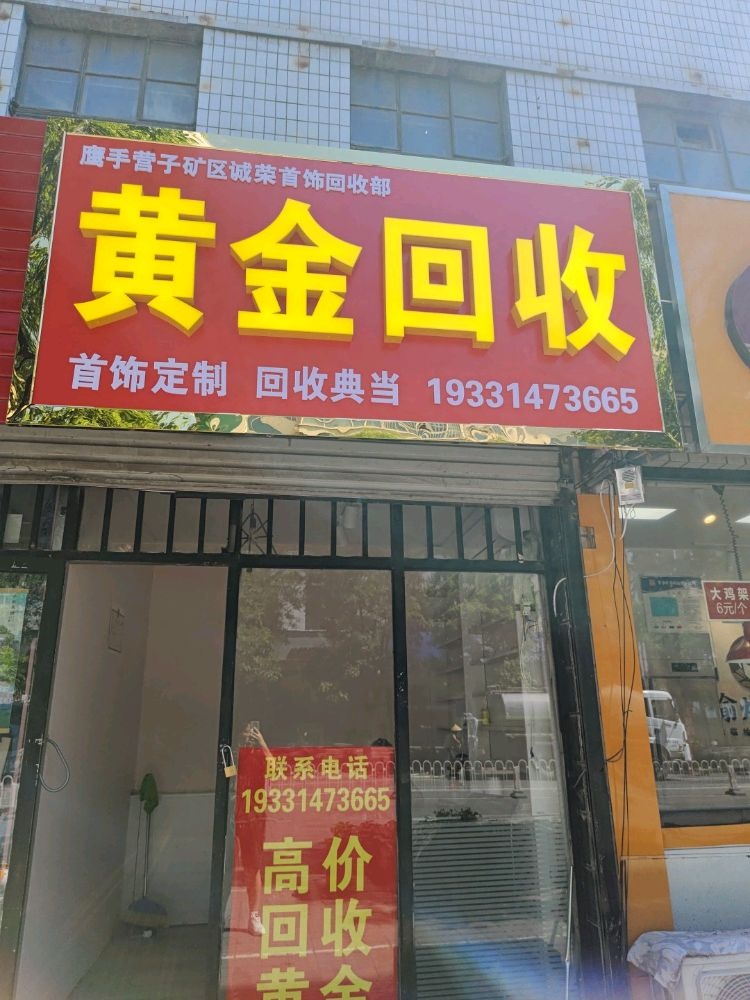 鹰手营子矿区诚荣首饰回收部
黄金回收
首饰定制 回收典当 19331473665
大鸡架
6元/个
联系电话
19331473665
高价
回收
黄金